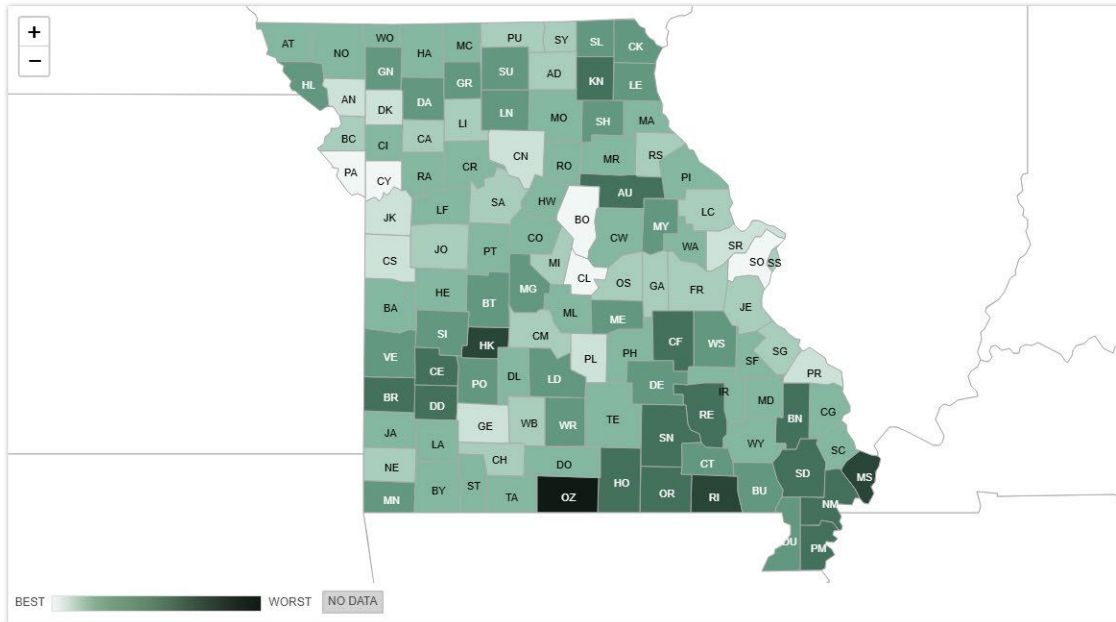 +
−
AT NO WO HA MC PU SY SL CK
HL GN GR SU AD KN LE
AN DK DA LI LN MO SH MA
BC CI CA CN RO MR RS
PA CY RA CR AU PI
JK LF SA HW BO MY LC
CS JO PT CO MI CW WA SR SO SS
CL OS GA FR
BA HE BT MG ML ME JE
VE SI HK CM PL PH CF WS SF SG
CE PO DL LD DE IR PR
BR DD GE WB WR TE RE MD BN CG
JA LA CH SN WY SC
NE DO CT SD MS
MN BY ST TA OZ HO OR RI BU NM
DU PM
BEST WORST NO DATA